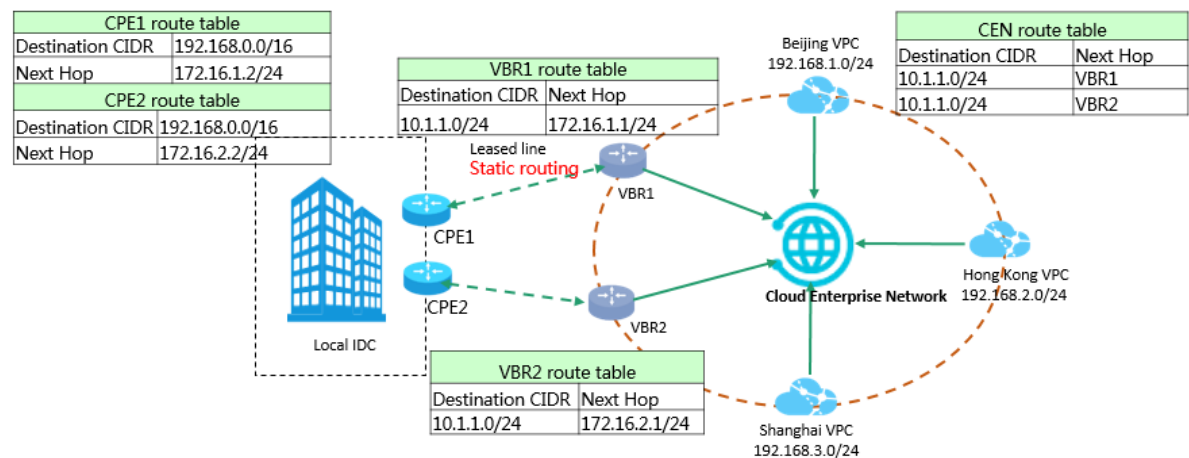 CPE1 route table
Destination CIDR 192.168.0.0/16
Next Hop 172.16.1.2/24
CPE2 route table
Destination CIDR 192.168.0.0/16
Next Hop 172.16.2.2/24
VBR1 route table
Destination CIDR Next Hop
10.1.1.0/24 172.16.1.1/24
Beijing VPC
192.168.1.0/24
CEN route table
Destination CIDR Next Hop
10.1.1.0/24 VBR1
10.1.1.0/24 VBR2
Leased line
Static routing
VBR1
CPE1
CPE2
Local IDC
VBR2
Cloud Enterprise Network
Hong Kong VPC
192.168.2.0/24
VBR2 route table
Destination CIDR Next Hop
10.1.1.0/24 172.16.2.1/24
Shanghai VPC
192.168.3.0/24